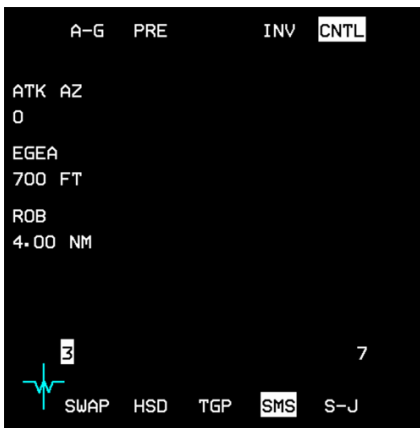 A-G PRE INV CNTL
ATK AZ
0
EGEA
700 FT
ROB
4.00 NM
3 7
SWAP HSD TGP SMS S-J